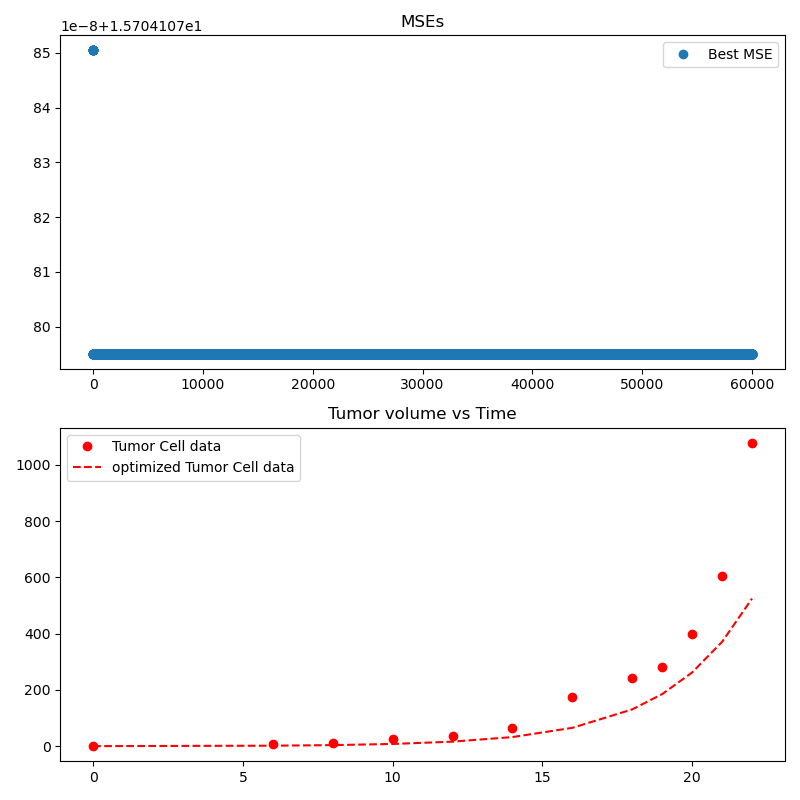 MSEs
1e−8+1.5704107e1
85
84
83
82
81
80
Best MSE
0 10000 20000 30000 40000 50000 60000
Tumor volume vs Time
Tumor Cell data
optimized Tumor Cell data
1000
800
600
400
200
0
0 5 10 15 20